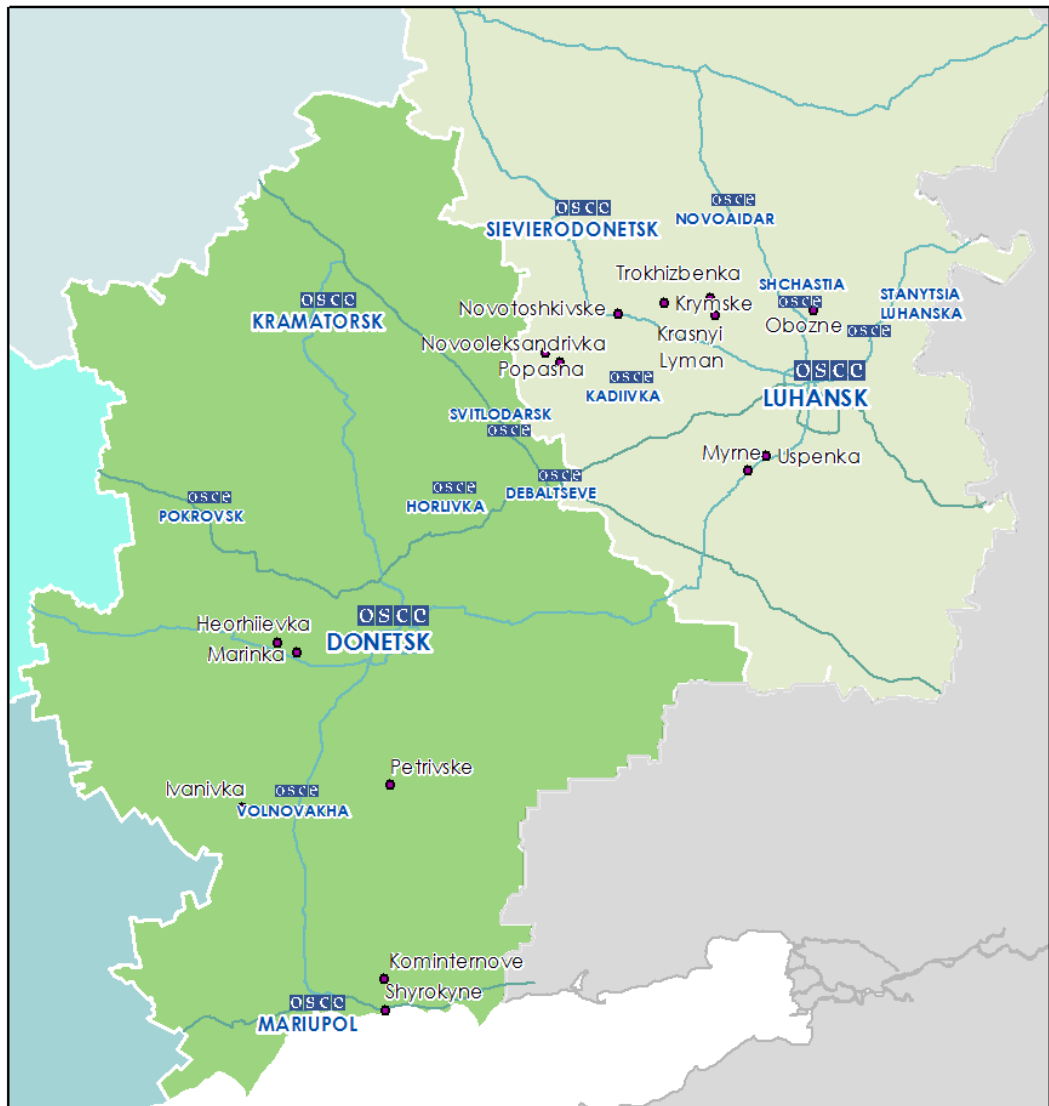 osce
SIEVIERODONETSK
osce
NOVOAIDAR
Trokhizbenka
SHCHASTIA
osce
STANYTSIA
LUHANSKA
osce
osce
KRAMATORSK
Novotoshkivske
Krymske
Obozne
Krasnyi
Lyman
Novooleksandrivka
Popasna
osce
KADIIVKA
osce
LUHANSK
SVITLODARSK
osce
Myrne
Uspenka
osce
DEBALTSEVE
osce
HORLIVKA
osce
POKROVSK
osce
DONETSK
Heorhiievka
Marinka
Petrivske
Ivanivka
osce
VOLNOVAKHA
Kominternove
Shyrokyne
osce
MARIUPOL